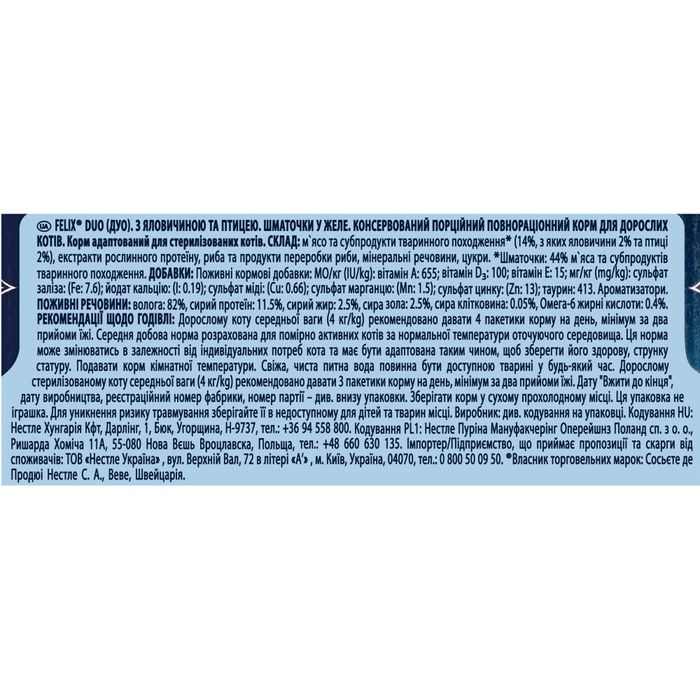 UA FELIX® DUO (ДУО). З ЯЛОВИЧИНОЮ ТА ПТИЦЕЮ. ШМАТОЧКИ У ЖЕЛЕ. КОНСЕРВОВАНИЙ ПОРЦІЙНИЙ ПОВНОРАЦІОННИЙ КОРМ ДЛЯ ДОРОСЛИХ
КОТІВ. Корм адаптований для стерилізованих котів. СКЛАД: м`ясо та субпродукти тваринного походження* (14%, з яких яловичини 2% та птиці
2%), екстракти рослинного протеїну, риба та продукти переробки риби, мінеральні речовини, цукри. *Шматочки: 44% м`яса та субпродуктів
тваринного походження. ДОБАВКИ: Поживні кормові добавки: МО/кг (IU/kg): вітамін А: 655; вітамін D₃: 100; вітамін Е: 15; мг/кг (mg/kg): сульфат
заліза: (Fe: 7.6); йодат кальцію: (I: 0.19); сульфат міді: (Cu: 0.66); сульфат марганцю: (Mn: 1.5); сульфат цинку: (Zn: 13); таурин: 413. Ароматизатори.
ПОЖИВНІ РЕЧОВИНИ: волога: 82%, сирий протеїн: 11.5%, сирий жир: 2.5%, сира зола: 2.5%, сира клітковина: 0.05%, Омега-6 жирні кислоти: 0.4%.
РЕКОМЕНДАЦІЇ ЩОДО ГОДІВЛІ: Дорослому коту середньої ваги (4 кг/kg) рекомендовано давати 4 пакетики корму на день, мінімум за два
прийоми їжі. Середня добова норма розрахована для помірно активних котів за нормальної температури оточуючого середовища. Ця норма
може змінюватись в залежності від індивідуальних потреб кота та має бути адаптована таким чином, щоб зберегти його здорову, струнку
статуру. Подавати корм кімнатної температури. Свіжа, чиста питна вода повинна бути доступною тварині у будь-який час. Дорослому
стерилізованому коту середньої ваги (4 кг/kg) рекомендовано давати 3 пакетики корму на день, мінімум за два прийоми їжі. Дату "Вжити до кінця",
дату виробництва, реєстраційний номер фабрики, номер партії – див. внизу упаковки. Зберігати корм у сухому прохолодному місці. Ця упаковка не
іграшка. Для уникнення ризику травмування зберігайте її в недоступному для дітей та тварин місці. Виробник: див. кодування на упаковці. Кодування HU:
Нестле Хунгарія Кфт, Дарлінг, 1, Бюк, Угорщина, Н-9737, тел.: +36 94 558 800. Кодування PL1: Нестле Пуріна Мануфакчерінг Оперейшнз Поланд сп. з о. о.,
Ришарда Хоміча 11А, 55-080 Нова Вєшь Вроцлавска, Польща, тел.: +48 660 630 135. Імпортер/Підприємство, що приймає пропозиції та скарги від
споживачів: ТОВ «Нестле Україна» , вул. Верхній Вал, 72 в літері «А’» , м. Київ, Україна, 04070, тел.: 0 800 50 09 50. ®Власник торговельних марок: Сосьєте де
Продюі Нестле С. А., Веве, Швейцарія.